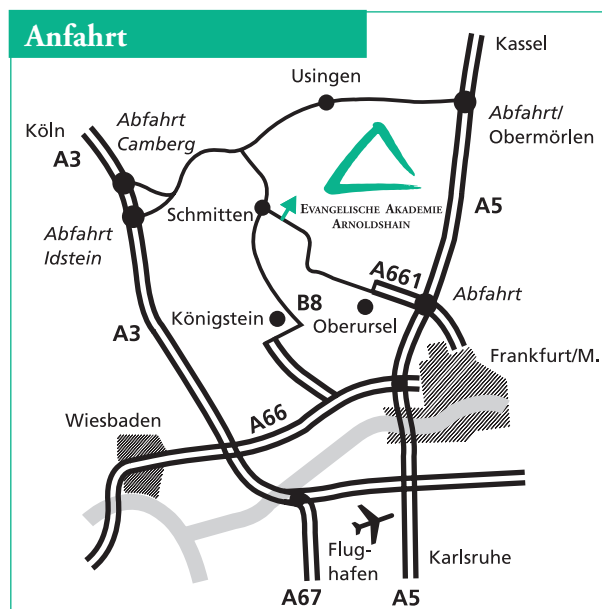 Anfahrt
Kassel
Usingen
Abfahrt
Camberg
Köln
A3
Abfahrt/
Obermörlen
Schmitten
EVANGELISCHE AKADEMIE
ARNOLDSHAIN
A5
Abfahrt
Idstein
A661
Abfahrt
B8
Königstein
Oberursel
A3
Frankfurt/M.
A66
Wiesbaden
Flug-
hafen
Karlsruhe
A67
A5